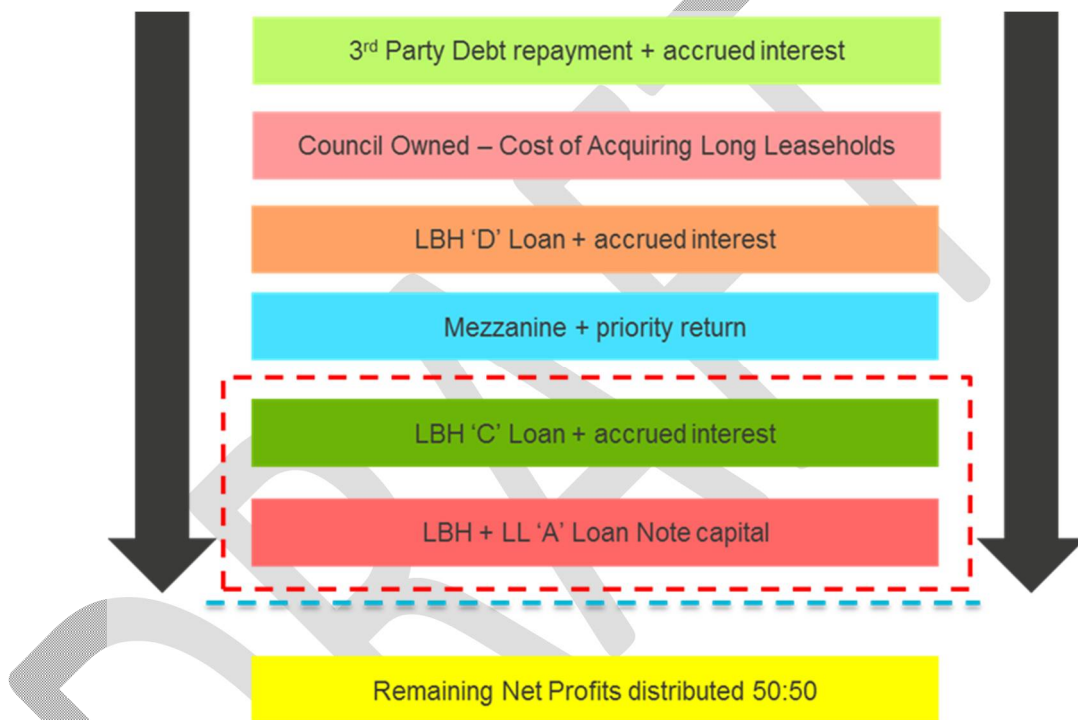 3rd Party Debt repayment + accrued interest
Council Owned – Cost of Acquiring Long Leaseholds
LBH ‘D’ Loan + accrued interest
Mezzanine + priority return
LBH ‘C’ Loan + accrued interest
LBH + LL ‘A’ Loan Note capital
Remaining Net Profits distributed 50:50
DRAFT